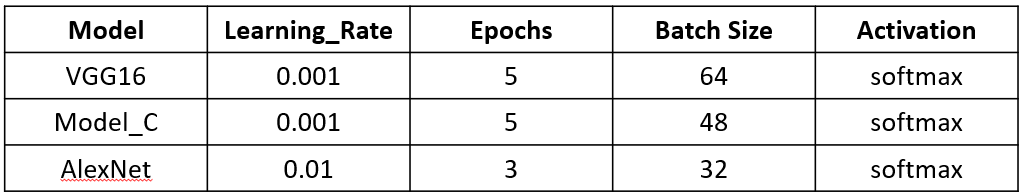 Model Learning_Rate Epochs Batch Size Activation
VGG16 0.001 5 64 softmax
Model_C 0.001 5 48 softmax
AlexNet 0.01 3 32 softmax